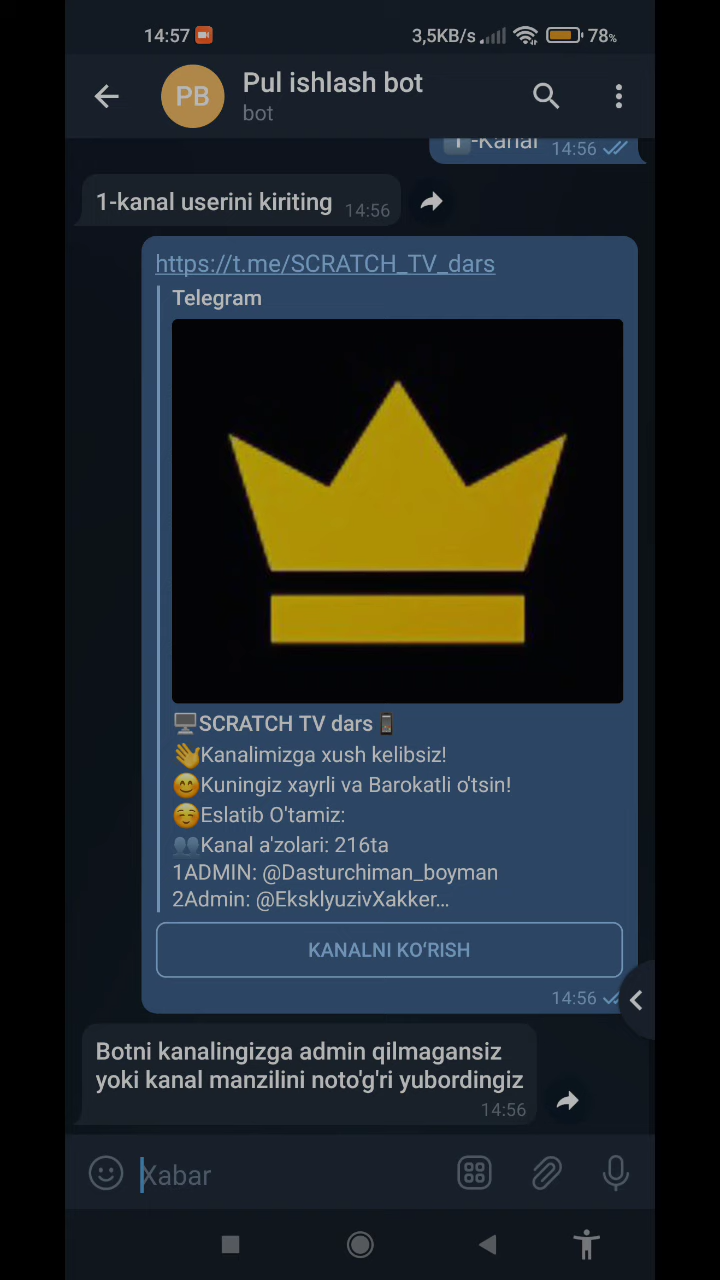 14:57
3,5KB/s
78%
PB
Pul ishlash bot
bot
1-Kanal 14:56
1-kanal userini kiriting 14:56
https://t.me/SCRATCH_TV_dars
Telegram
🖥SCRATCH TV dars📱
👋Kanalimizga xush kelibsiz!
😊Kuningiz xayrli va Barokatli o'tsin!
☺️Eslatib O'tamiz:
👥Kanal a'zolari: 216ta
1ADMIN: @Dasturchiman_boyman
2Admin: @EksklyuzivXakker…
KANALNI KO‘RISH
14:56
Botni kanalingizga admin qilmagansiz
yoki kanal manzilini noto'g'ri yubordingiz
14:56
Xabar